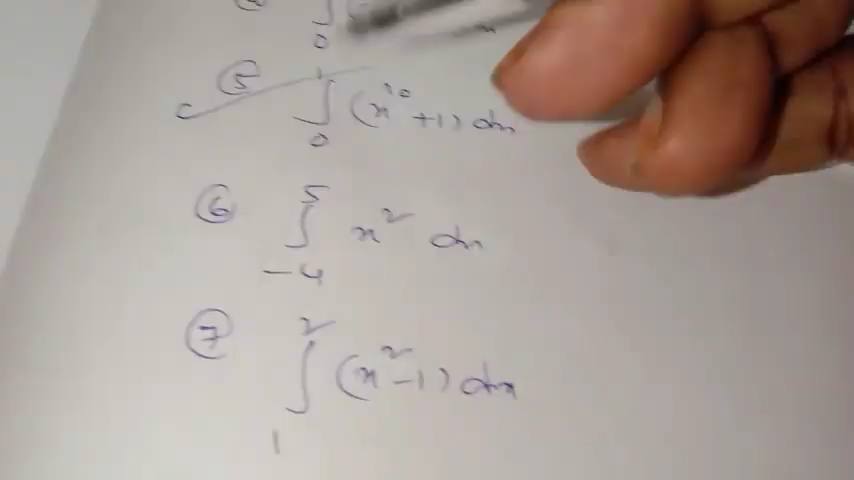 ⑤ ∫₀¹ (x¹⁰+1) dx
⑥ ∫₋₄⁵ x² dx
⑦ ∫₁² (x²-1) dx